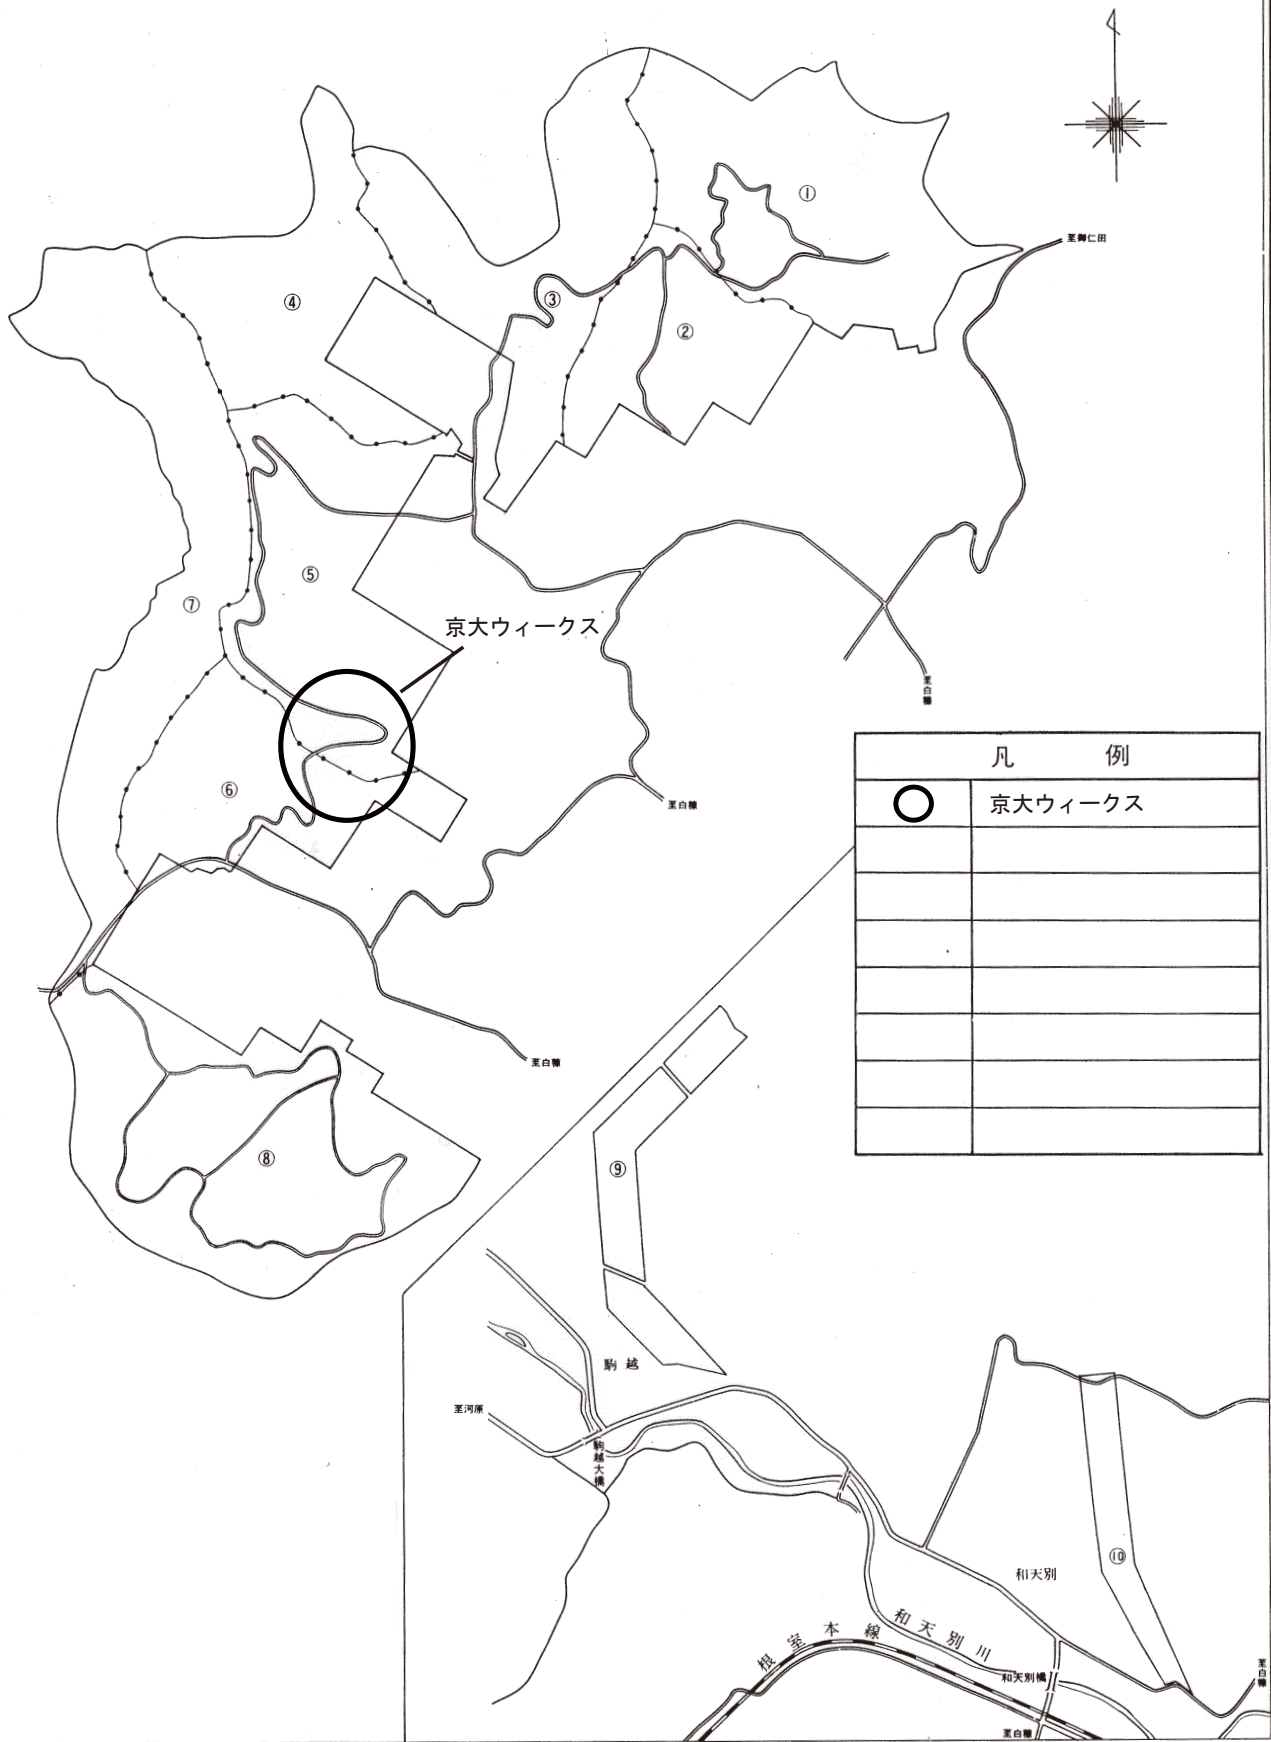 ①
至御仁田
④
③
②
⑤
⑦
京大ウィークス
至白糠
凡例
京大ウィークス
至白糠
⑥
至白糠
⑧
⑨
駒越
至河原
駒越大橋
⑩
和天別
和天別川
根室本線
和天別橋
至白糠
至白糠